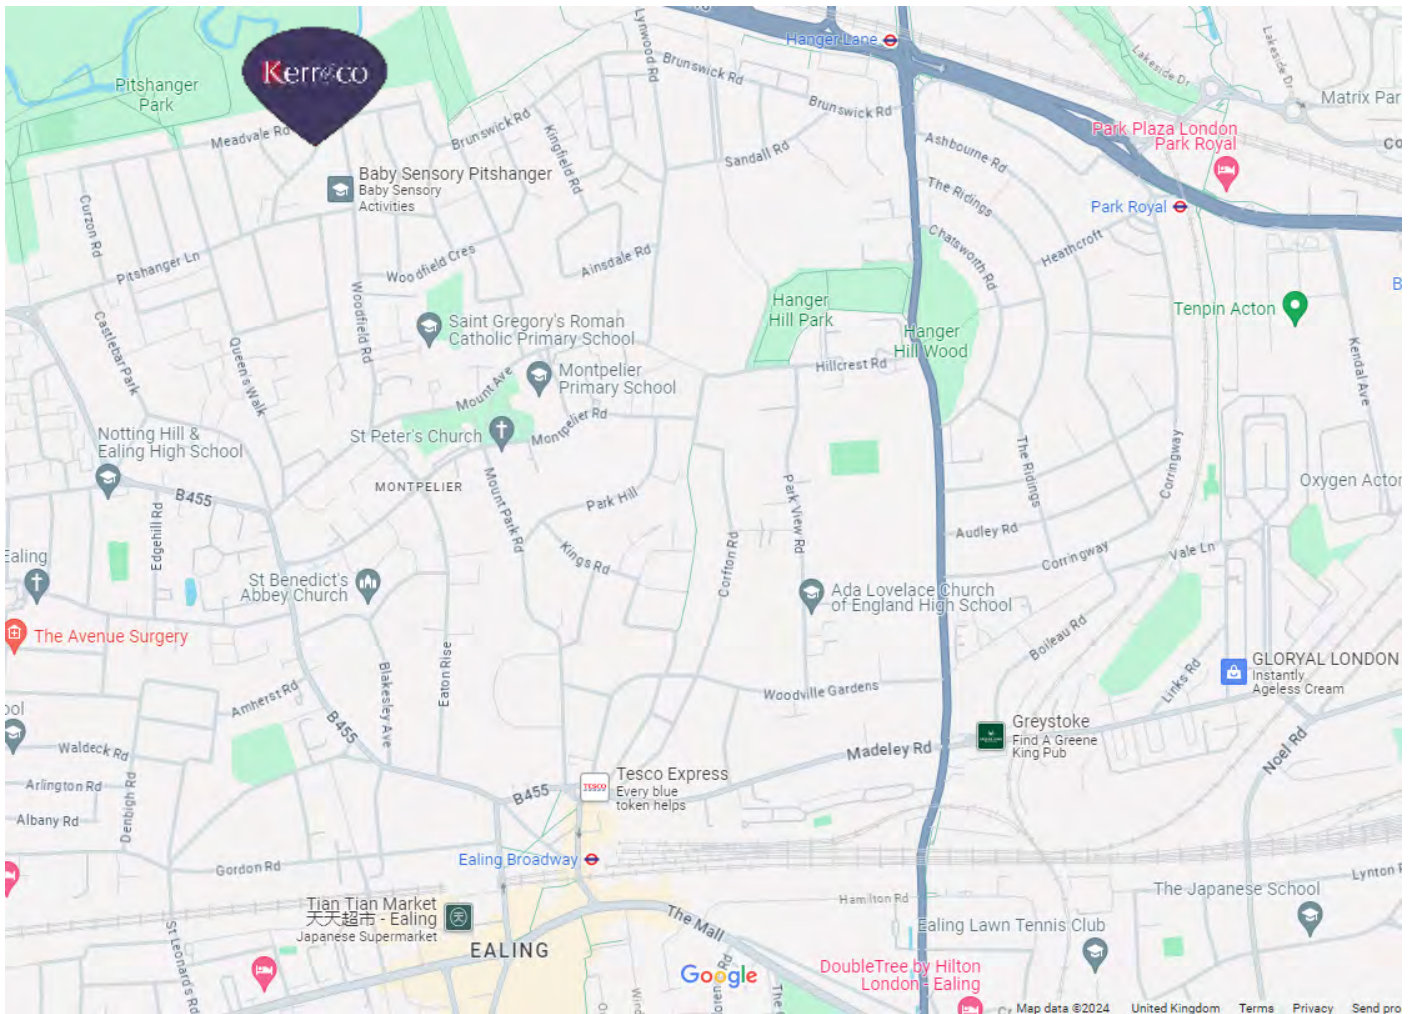 Lynwood Rd
Hanger Lane
Kerr&co
Pitshanger
Park
Meadvale Rd
Brunswick Rd
Kingfield Rd
Brunswick Rd
Brunswick Rd
Sandall Rd
Ashbourne Rd
The Ridings
Lakeside Dr
Lakeside Dr
Matrix Par
Park Plaza London
Park Royal
Park Royal
Baby Sensory Pitshanger
Baby Sensory
Activities
Curzon Rd
Pitshanger Ln
Woodfield Cres
Ainsdale Rd
Chatsworth Rd
Heathcroft
Castlebar Park
Queen's Walk
Woodfield Rd
Saint Gregory's Roman
Catholic Primary School
Hanger
Hill Park
Hanger
Hill Wood
Tenpin Acton
Kendal Ave
Mount Ave
Montpelier
Primary School
Hillcrest Rd
St Peter's Church
Montpelier Rd
Notting Hill &
Ealing High School
B455
MONTPELIER
Edgehill Rd
Mount Park Rd
Park Hill
Kings Rd
Corfton Rd
Park View Rd
The Ridings
Corringway
Oxygen Acton
Audley Rd
Corringway
Vale Ln
Ealing
St Benedict's
Abbey Church
Ada Lovelace Church
of England High School
The Avenue Surgery
Boileau Rd
Eaton Rise
Blakesley Ave
Amherst Rd
B455
Woodville Gardens
Links Rd
GLORYAL LONDON
Instantly
Ageless Cream
ool
Waldeck Rd
Arlington Rd
Albany Rd
Denbigh Rd
Madeley Rd
Greystoke
Find A Greene
King Pub
Noel Rd
B455
TESCO
Tesco Express
Every blue
token helps
Gordon Rd
Ealing Broadway
Tian Tian Market
天天超市 - Ealing
Japanese Supermarket
St Leonard's Rd
EALING
The Mall
Hamilton Rd
Ealing Lawn Tennis Club
The Japanese School
Lynton R
DoubleTree by Hilton
London - Ealing
Google
Map data ©2024
United Kingdom
Terms
Privacy
Send pro